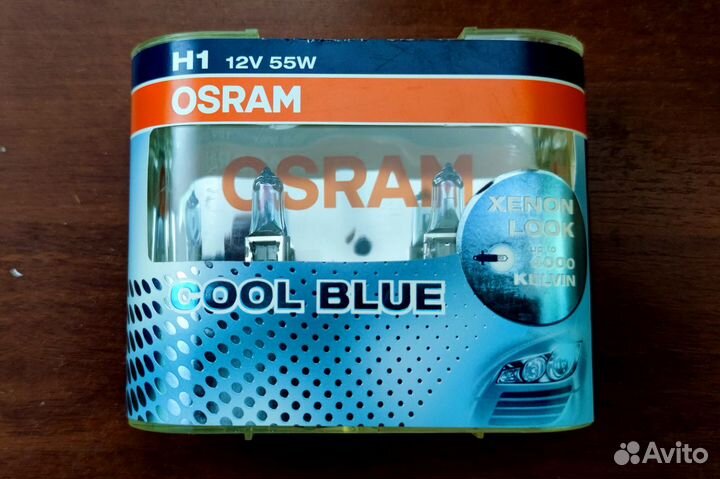 H1 12V 55W
OSRAM
OSRAM
XENON
LOOK
up to
4000
KELVIN
COOL BLUE
Avito